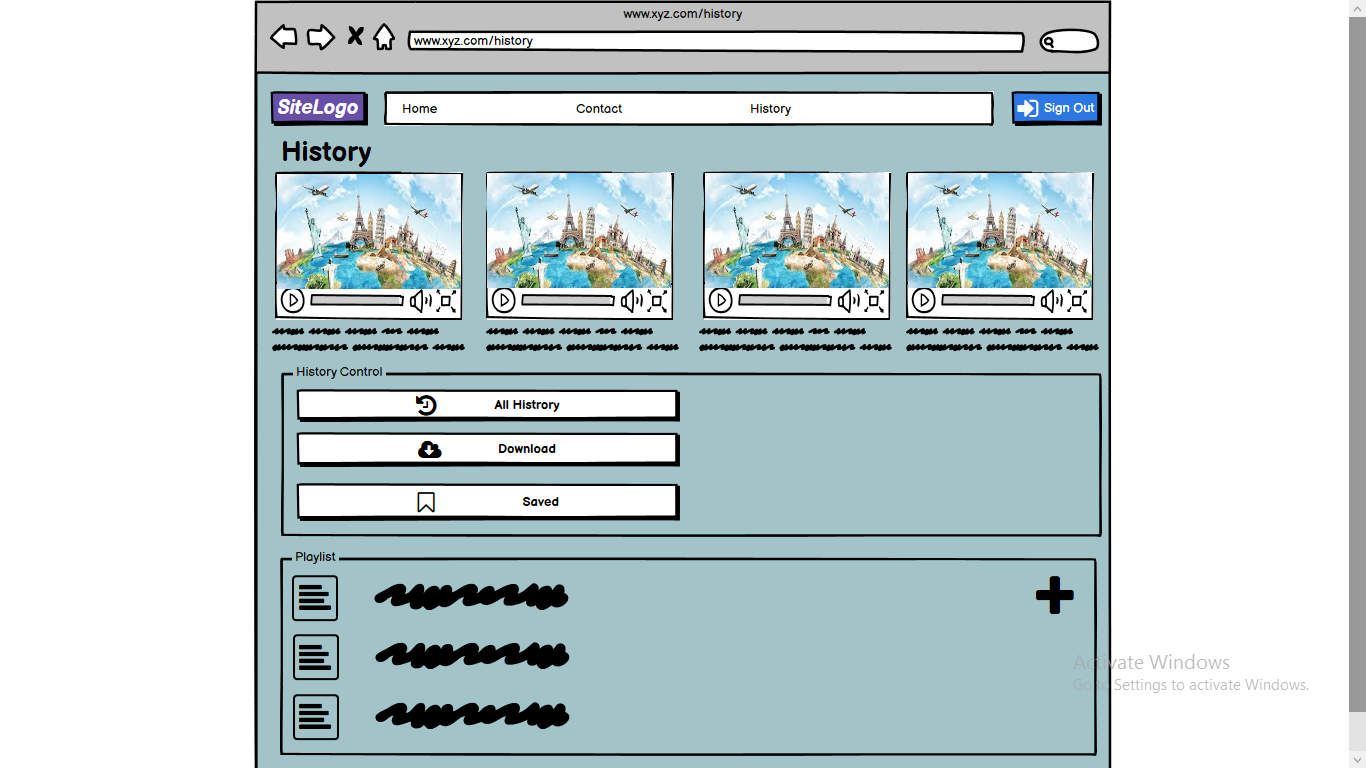 www.xyz.com/history
www.xyz.com/history
SiteLogo Home Contact History Sign Out
History
History Control
All Histrory
Download
Saved
Playlist
Activate Windows
Go to Settings to activate Windows.